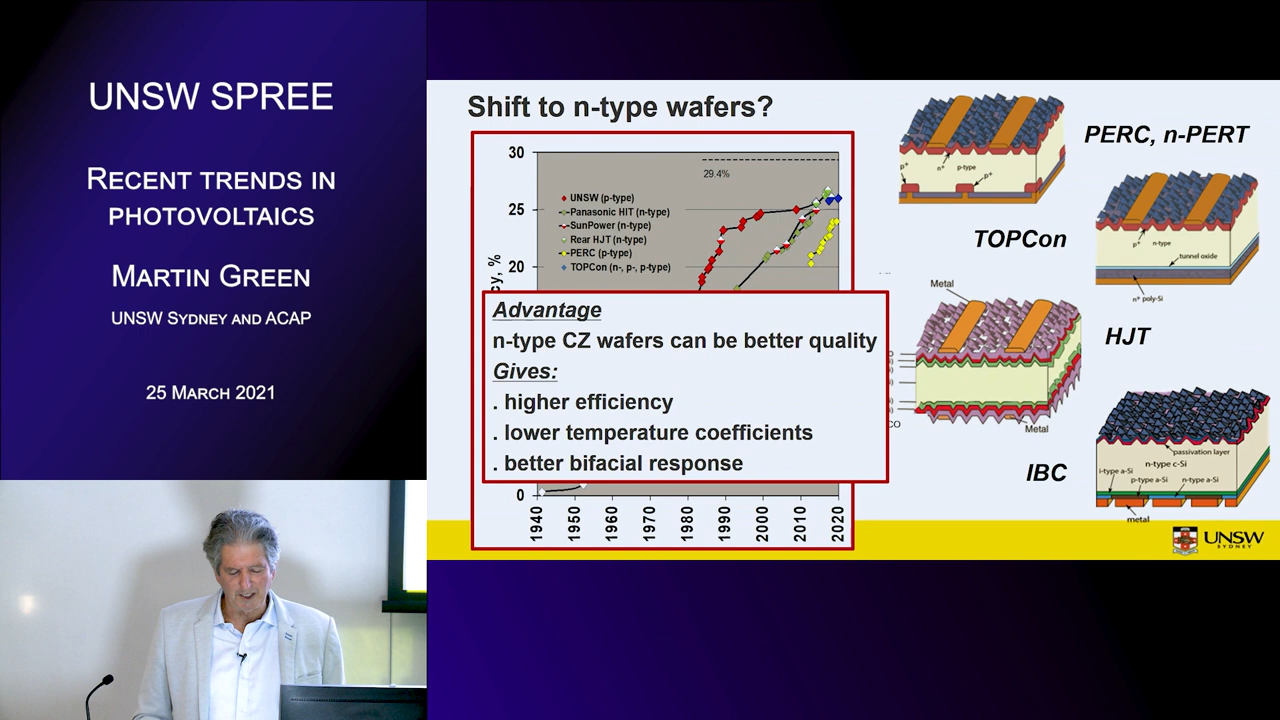 UNSW SPREE
RECENT TRENDS IN
PHOTOVOLTAICS
MARTIN GREEN
UNSW SYDNEY AND ACAP
25 MARCH 2021
Shift to n-type wafers?
30
25
20
0
29.4%
UNSW (p-type)
Panasonic HIT (n-type)
SunPower (n-type)
Rear HJT (n-type)
PERC (p-type)
TOPCon (n-, p-, p-type)
cy, %
Advantage
n-type CZ wafers can be better quality
Gives:
. higher efficiency
. lower temperature coefficients
. better bifacial response
1940
1950
1960
1970
1980
1990
2000
2010
2020
PERC, n-PERT
p+
n+
p-type
p+
TOPCon
p+
n-type
tunnel oxide
n+ poly-Si
HJT
Metal
Metal
CO
IBC
passivation layer
n-type c-Si
i-type a-Si
p-type a-Si
n-type a-Si
metal
UNSW
SYDNEY